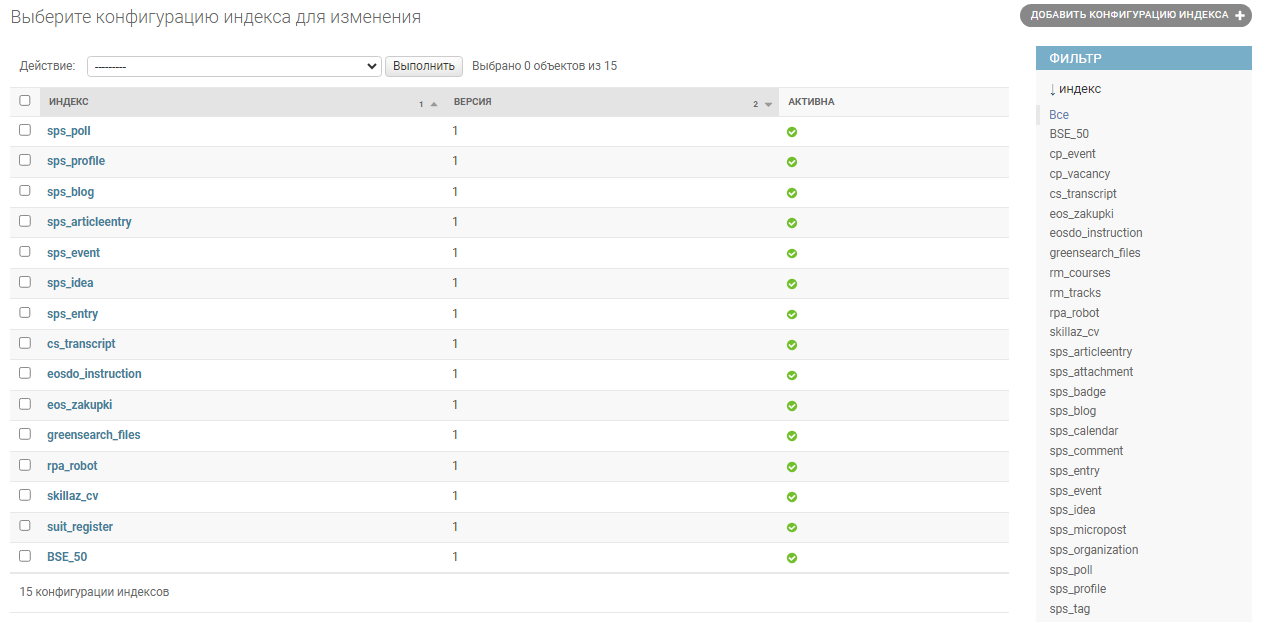 Выберите конфигурацию индекса для изменения
ДОБАВИТЬ КОНФИГУРАЦИЮ ИНДЕКСА +
Действие: --------- Выполнить Выбрано 0 объектов из 15
ИНДЕКС 1 ВЕРСИЯ 2 АКТИВНА
sps_poll 1
sps_profile 1
sps_blog 1
sps_articleentry 1
sps_event 1
sps_idea 1
sps_entry 1
cs_transcript 1
eosdo_instruction 1
eos_zakupki 1
greensearch_files 1
rpa_robot 1
skillaz_cv 1
suit_register 1
BSE_50 1
15 конфигурации индексов
ФИЛЬТР
↓ индекс
Все
BSE_50
cp_event
cp_vacancy
cs_transcript
eos_zakupki
eosdo_instruction
greensearch_files
rm_courses
rm_tracks
rpa_robot
skillaz_cv
sps_articleentry
sps_attachment
sps_badge
sps_blog
sps_calendar
sps_comment
sps_entry
sps_event
sps_idea
sps_micropost
sps_organization
sps_poll
sps_profile
sps_tag